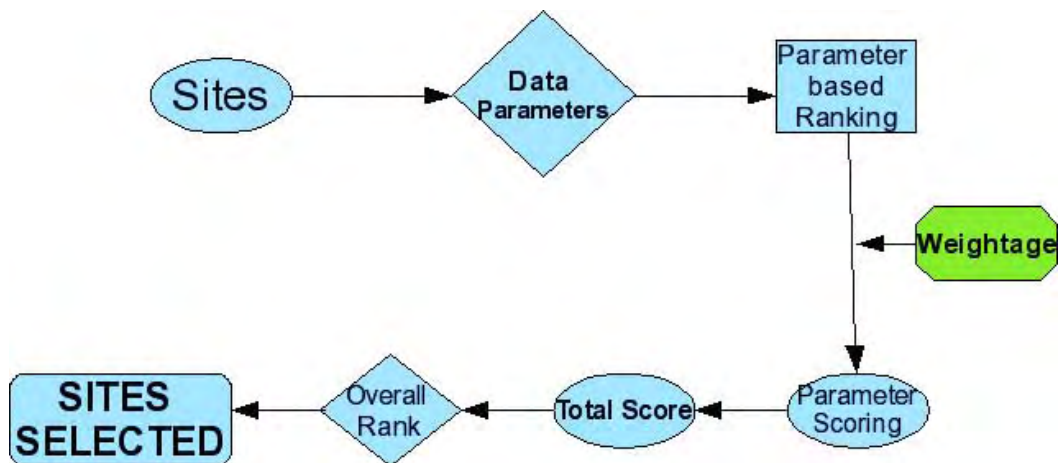 Sites
Data
Parameters
Parameter
based
Ranking
Weightage
Parameter
Scoring
Total Score
Overall
Rank
SITES
SELECTED